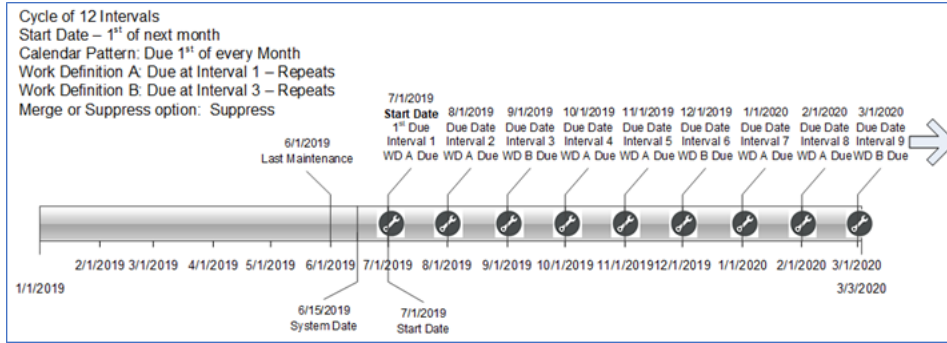 Cycle of 12 Intervals
Start Date – 1st of next month
Calendar Pattern: Due 1st of every Month
Work Definition A: Due at Interval 1 – Repeats
Work Definition B: Due at Interval 3 – Repeats
Merge or Suppress option: Suppress
6/1/2019
Last Maintenance
7/1/2019
Start Date
1st Due
Interval 1
WD A Due
8/1/2019
Due Date
Interval 2
WD A Due
9/1/2019
Due Date
Interval 3
WD B Due
10/1/2019
Due Date
Interval 4
WD A Due
11/1/2019
Due Date
Interval 5
WD A Due
12/1/2019
Due Date
Interval 6
WD B Due
1/1/2020
Due Date
Interval 7
WD A Due
2/1/2020
Due Date
Interval 8
WD A Due
3/1/2020
Due Date
Interval 9
WD B Due
2/1/2019 3/1/2019 4/1/2019 5/1/2019 6/1/2019 7/1/2019 8/1/2019 9/1/2019 10/1/2019 11/1/2019 12/1/2019 1/1/2020 2/1/2020 3/1/2020
1/1/2019
3/3/2020
6/15/2019
System Date
7/1/2019
Start Date